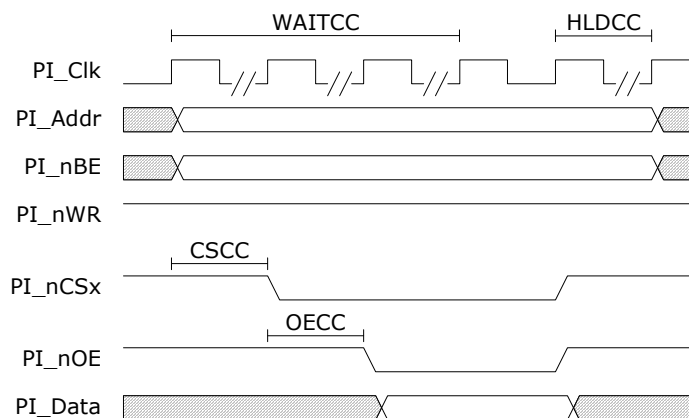 WAITCC HLDCC
PI_Clk
PI_Addr
PI_nBE
PI_nWR
CSCC
PI_nCSx
OECC
PI_nOE
PI_Data